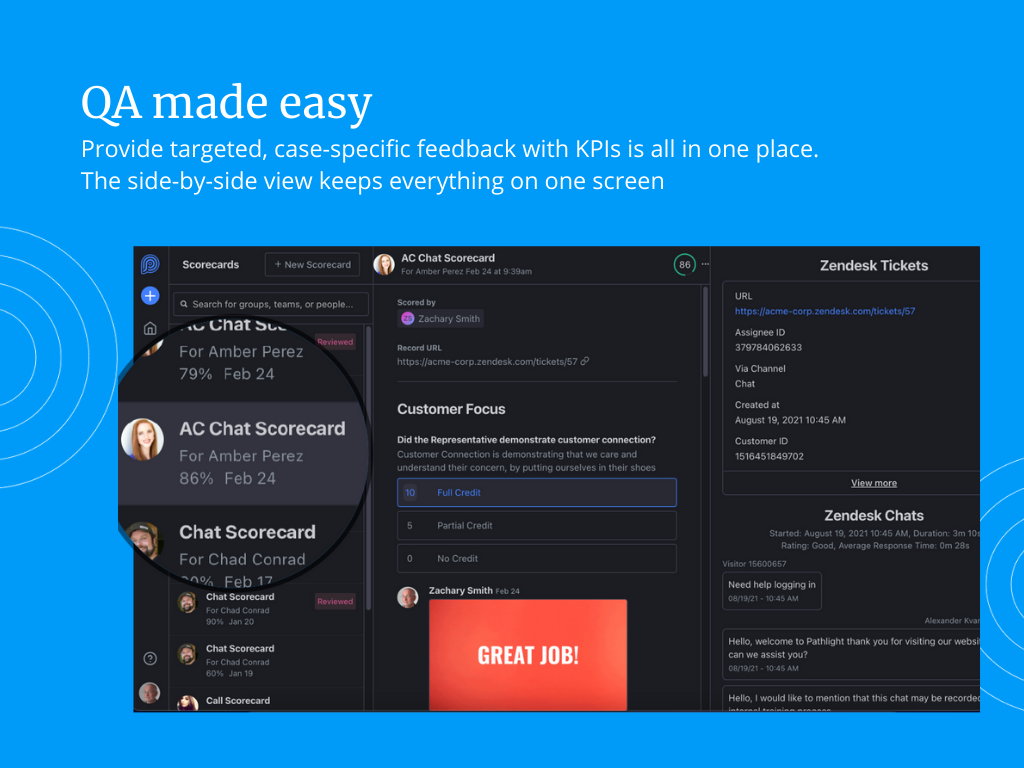 QA made easy
Provide targeted, case-specific feedback with KPIs is all in one place.
The side-by-side view keeps everything on one screen
Scorecards
+ New Scorecard
Search for groups, teams, or people...
AC Chat Sco
Reviewed
For Amber Perez
79% Feb 24
AC Chat Scorecard
For Amber Perez
86% Feb 24
Chat Scorecard
For Chad Conrad
Feb 17
Chat Scorecard
For Chad Conrad
Reviewed
90% Jan 20
Chat Scorecard
For Chad Conrad
60% Jan 19
Call Scorecard
AC Chat Scorecard
For Amber Perez Feb 24 at 9:39am
86
Scored by
ZS Zachary Smith
Record URL
https://acme-corp.zendesk.com/tickets/57
Customer Focus
Did the Representative demonstrate customer connection?
Customer Connection is demonstrating that we care and
understand their concern, by putting ourselves in their shoes
10 Full Credit
5 Partial Credit
0 No Credit
Zachary Smith Feb 24
GREAT JOB!
Zendesk Tickets
URL
https://acme-corp.zendesk.com/tickets/57
Assignee ID
379784062633
Via Channel
Chat
Created at
August 19, 2021 10:45 AM
Customer ID
1516451849702
View more
Zendesk Chats
Started: August 19, 2021 10:45 AM, Duration: 3m 10s
Rating: Good, Average Response Time: 0m 28s
Visitor 15600657
Need help logging in
08/19/21 - 10:45 AM
Alexander Kva
Hello, welcome to Pathlight thank you for visiting our websi
can we assist you?
08/19/21 - 10:45 AM
Hello, I would like to mention that this chat may be recorded
internal training process